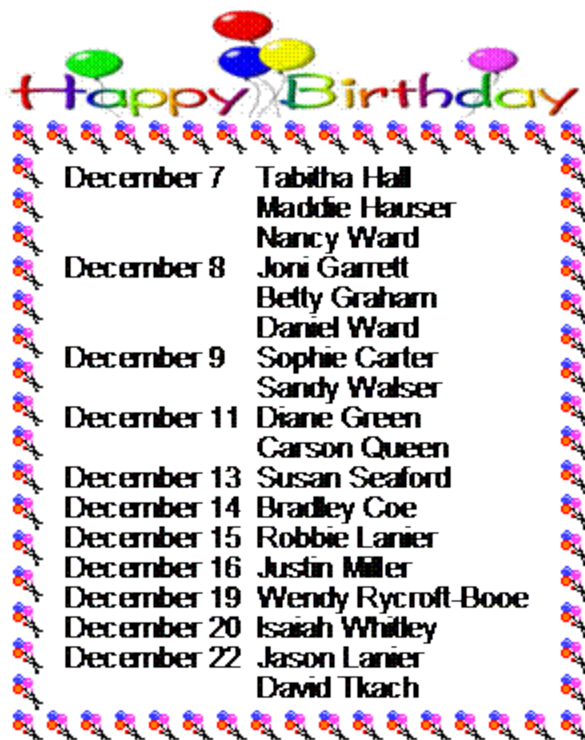 Happy Birthday
December 7 Tabitha Hall
Maddie Hauser
Nancy Ward
December 8 Joni Garrett
Betty Graham
Daniel Ward
December 9 Sophie Carter
Sandy Walser
December 11 Diane Green
Carson Queen
December 13 Susan Seaford
December 14 Bradley Coe
December 15 Robbie Lanier
December 16 Justin Miller
December 19 Wendy Rycroft-Booe
December 20 Isaiah Whitley
December 22 Jason Lanier
David Tkach